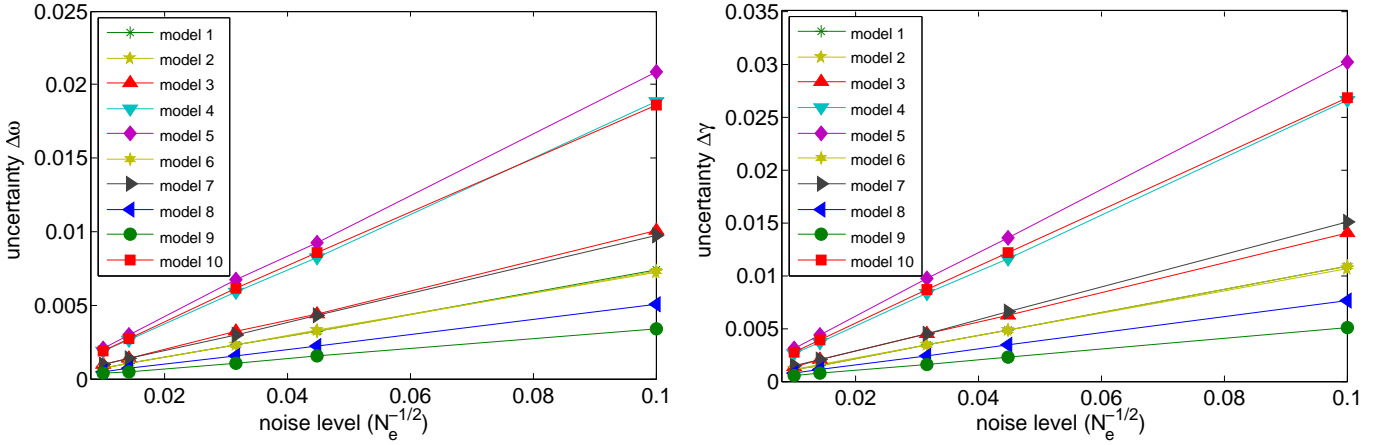 0.025
0.02
0.015
0.01
0.005
0
uncertainty Δω
model 1
model 2
model 3
model 4
model 5
model 6
model 7
model 8
model 9
model 10
0.02 0.04 0.06 0.08 0.1
noise level (N_e^{-1/2})
0.035
0.03
0.025
0.02
0.015
0.01
0.005
0
uncertainty Δγ
model 1
model 2
model 3
model 4
model 5
model 6
model 7
model 8
model 9
model 10
0.02 0.04 0.06 0.08 0.1
noise level (N_e^{-1/2})